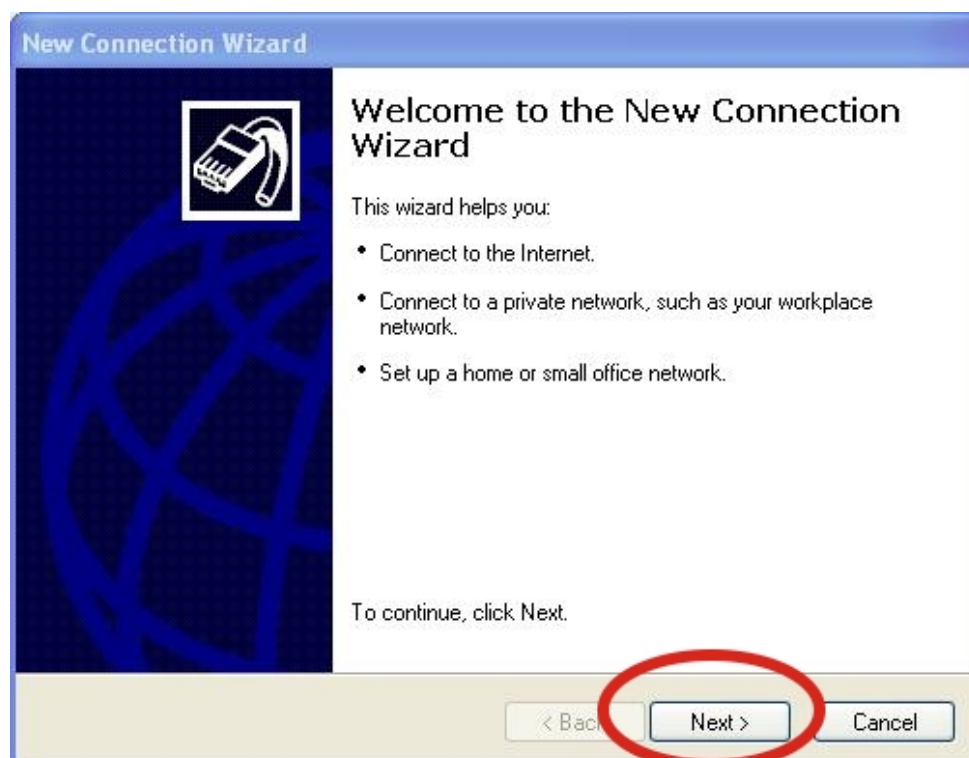 New Connection Wizard
Welcome to the New Connection
Wizard
This wizard helps you:
• Connect to the Internet.
• Connect to a private network, such as your workplace
network.
• Set up a home or small office network.
To continue, click Next.
< Back Next > Cancel